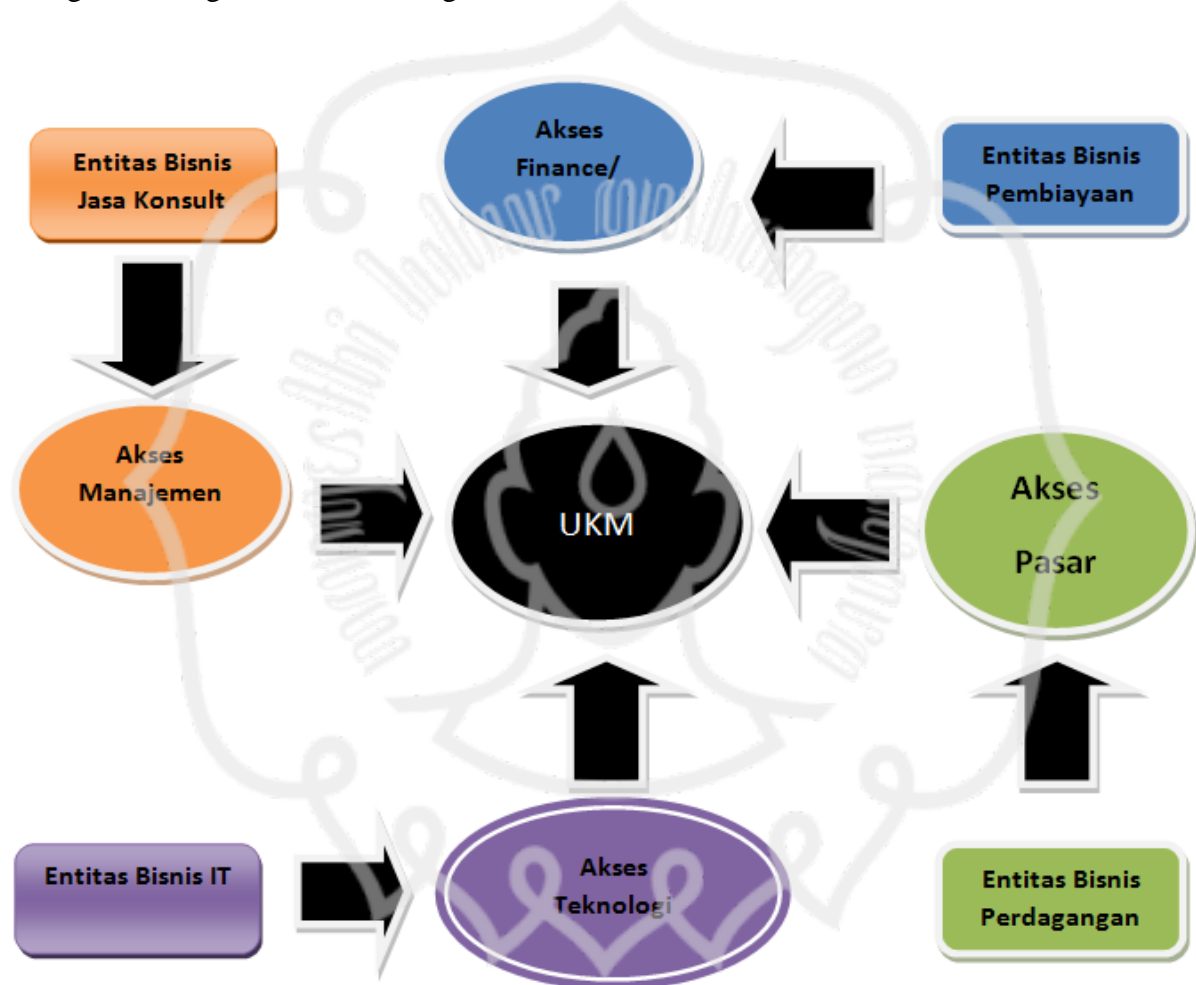 Akses
Finance/
Entitas Bisnis
Jasa Konsult
Entitas Bisnis
Pembiayaan
Akses
Manajemen
UKM
Akses
Pasar
Entitas Bisnis IT
Akses
Teknologi
Entitas Bisnis
Perdagangan